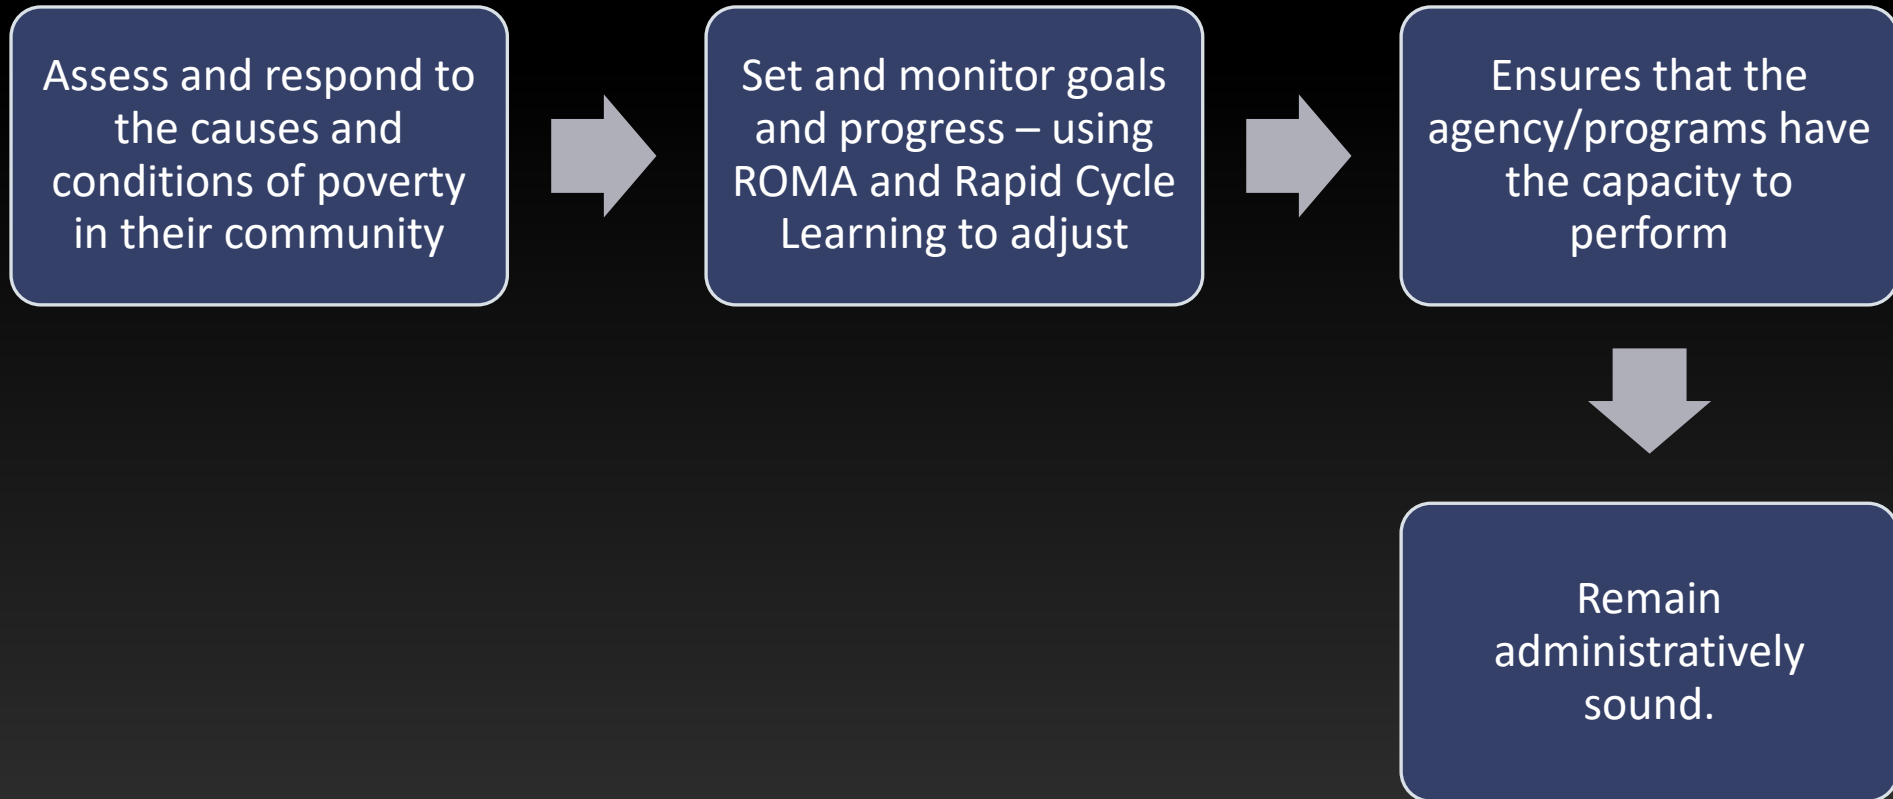 Assess and respond to
the causes and
conditions of poverty
in their community
Set and monitor goals
and progress – using
ROMA and Rapid Cycle
Learning to adjust
Ensures that the
agency/programs have
the capacity to
perform
Remain
administratively
sound.